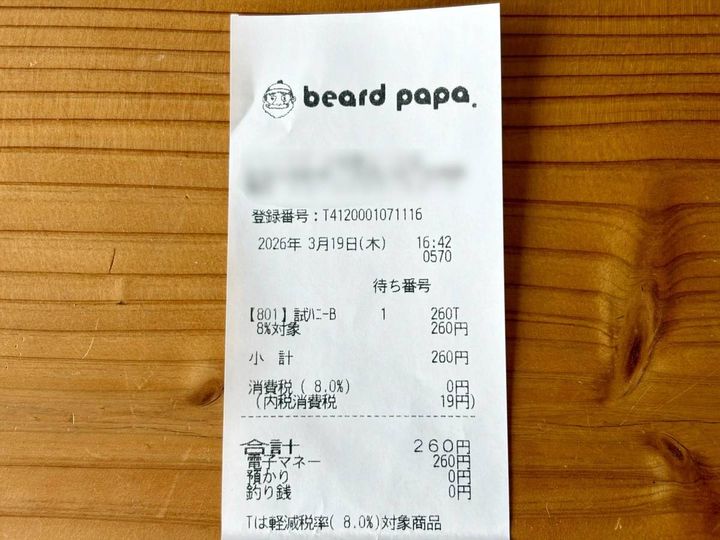 beard papa.
登録番号：T4120001071116
2026年 3月19日(木) 16:42
0570
待ち番号
【801】試ﾊﾆｰB 1 260T
8%対象 260円
小 計 260円
消費税 ( 8.0%) 0円
(内税消費税 19円)
合計 260円
電子マネー 260円
預かり 0円
釣り銭 0円
Tは軽減税率( 8.0%)対象商品